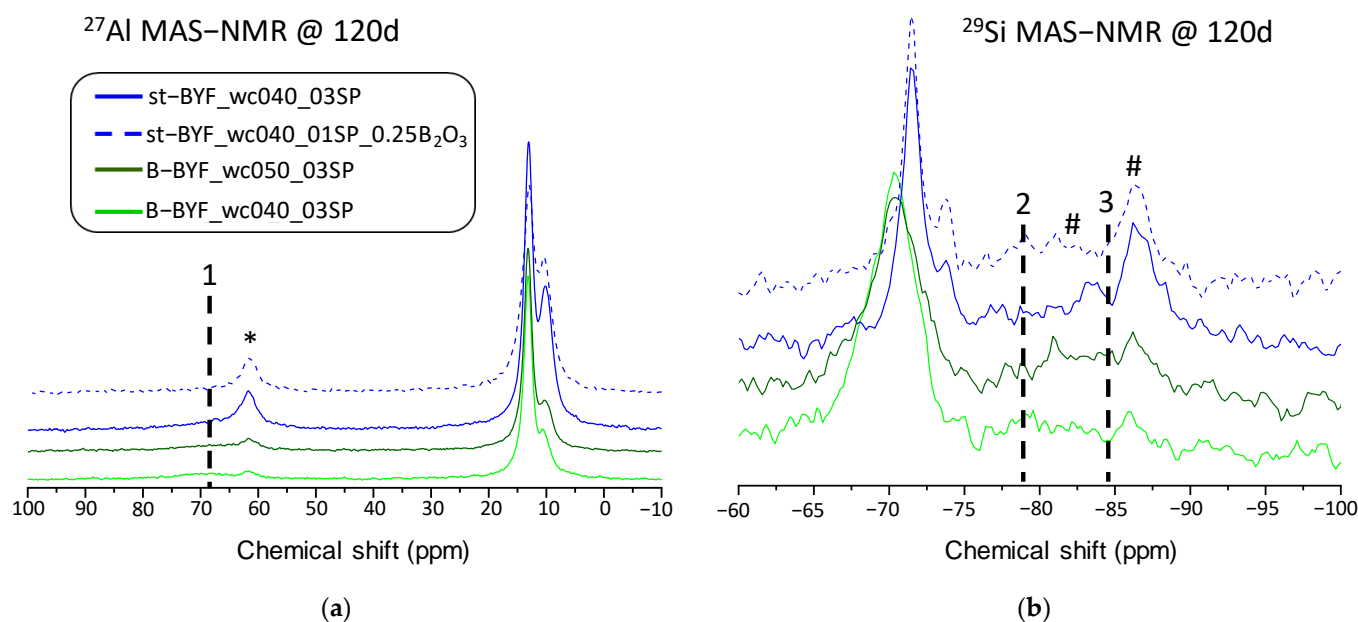 ²⁷Al MAS−NMR @ 120d
st−BYF_wc040_03SP
st−BYF_wc040_01SP_0.25B₂O₃
B−BYF_wc050_03SP
B−BYF_wc040_03SP
1
*
100 90 80 70 60 50 40 30 20 10 0 −10
Chemical shift (ppm)
(a)
²⁹Si MAS−NMR @ 120d
#
2 # 3
−60 −65 −70 −75 −80 −85 −90 −95 −100
Chemical shift (ppm)
(b)